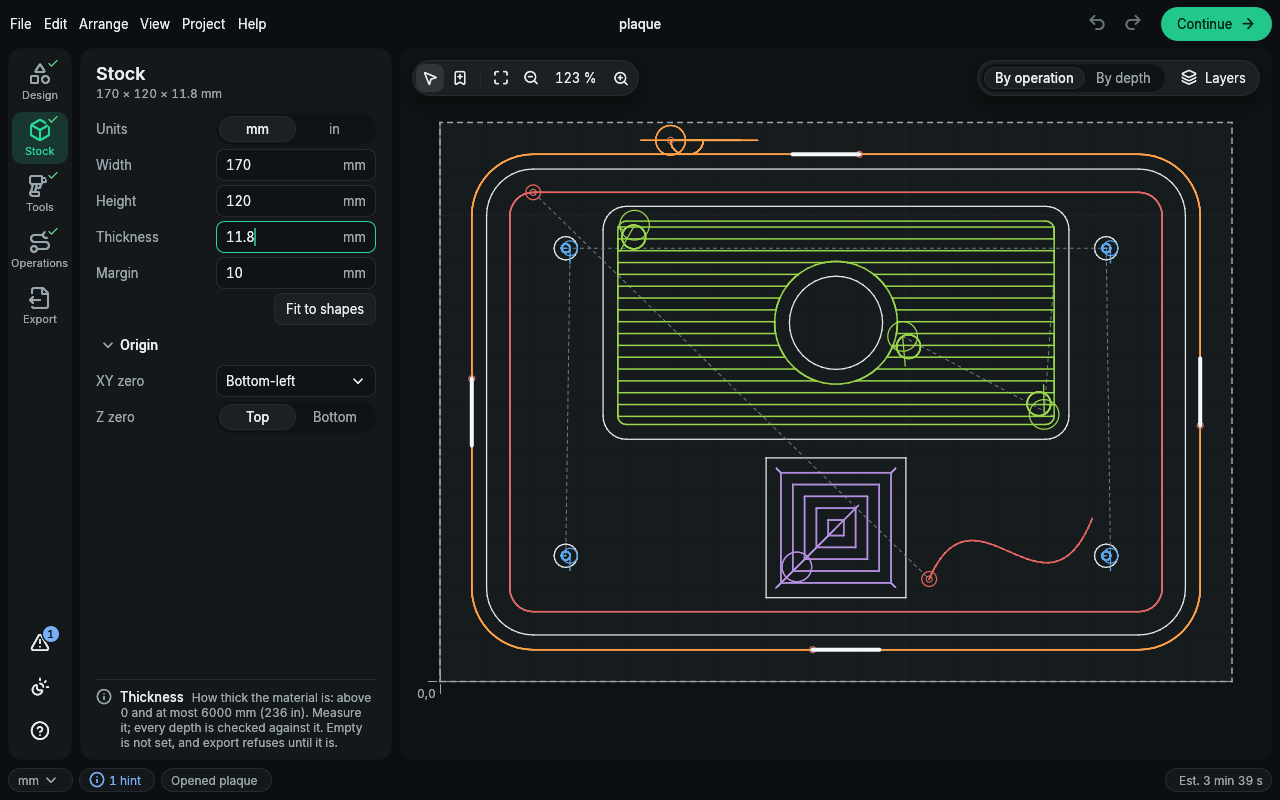 File Edit Arrange View Project Help
plaque
Continue
Design
Stock
Tools
Operations
Export
1
Stock
170 × 120 × 11.8 mm
Units mm in
Width 170 mm
Height 120 mm
Thickness 11.8 mm
Margin 10 mm
Fit to shapes
Origin
XY zero Bottom-left
Z zero Top Bottom
Thickness How thick the material is: above
0 and at most 6000 mm (236 in). Measure
it; every depth is checked against it. Empty
is not set, and export refuses until it is.
123 %
By operation By depth Layers
0,0
mm 1 hint Opened plaque
Est. 3 min 39 s